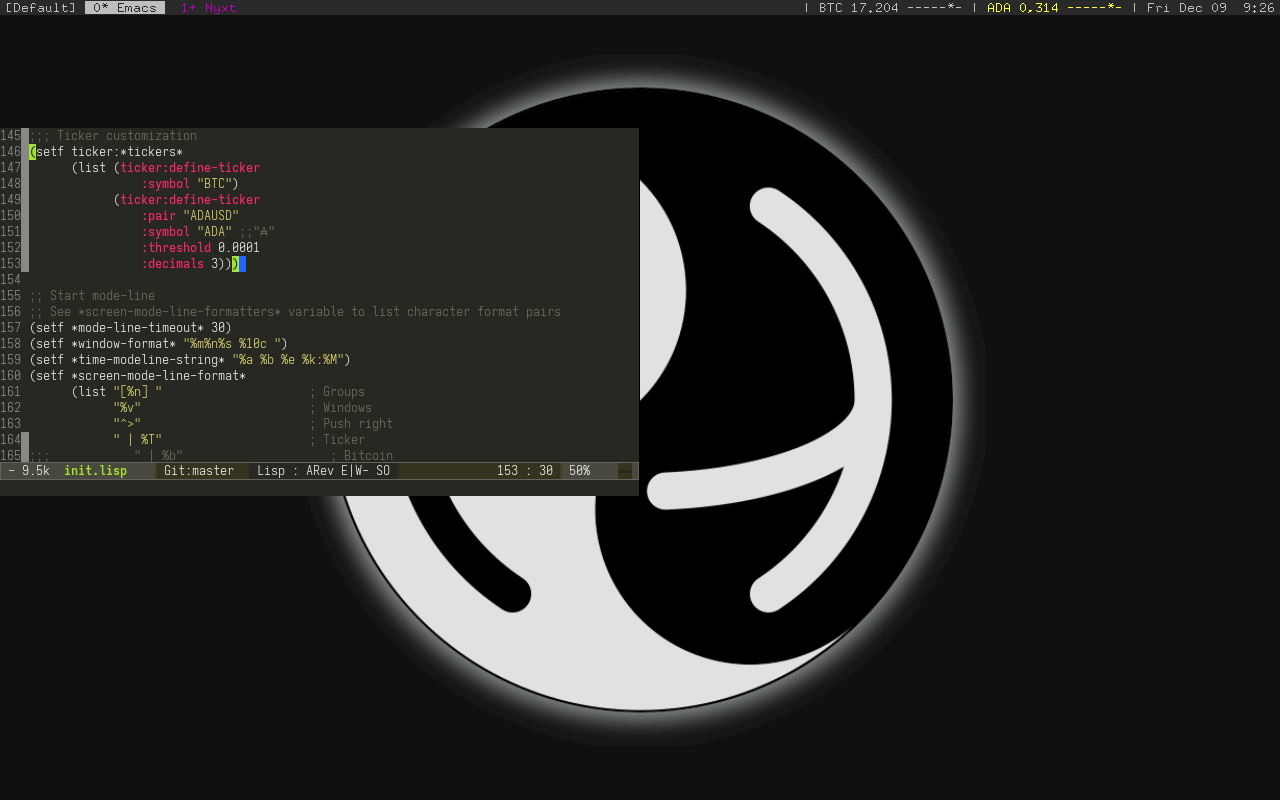 [Default] 0* Emacs 1+ Nyxt | BTC 17,204 -----*- | ADA 0,314 -----*- | Fri Dec 09 9:26
145 ;;; Ticker customization
146 (setf ticker:*tickers*
147 (list (ticker:define-ticker
148 :symbol "BTC")
149 (ticker:define-ticker
150 :pair "ADAUSD"
151 :symbol "ADA" ;;"₳"
152 :threshold 0.0001
153 :decimals 3)))
154
155 ;; Start mode-line
156 ;; See *screen-mode-line-formatters* variable to list character format pairs
157 (setf *mode-line-timeout* 30)
158 (setf *window-format* "%m%n%s %10c ")
159 (setf *time-modeline-string* "%a %b %e %k:%M")
160 (setf *screen-mode-line-format*
161 (list "[%n] " ; Groups
162 "%v" ; Windows
163 "^>" ; Push right
164 " | %T" ; Ticker
165 ;;; " | %b" ; Bitcoin
- 9.5k init.lisp Git:master Lisp : ARev E|W- SO 153 : 30 50%